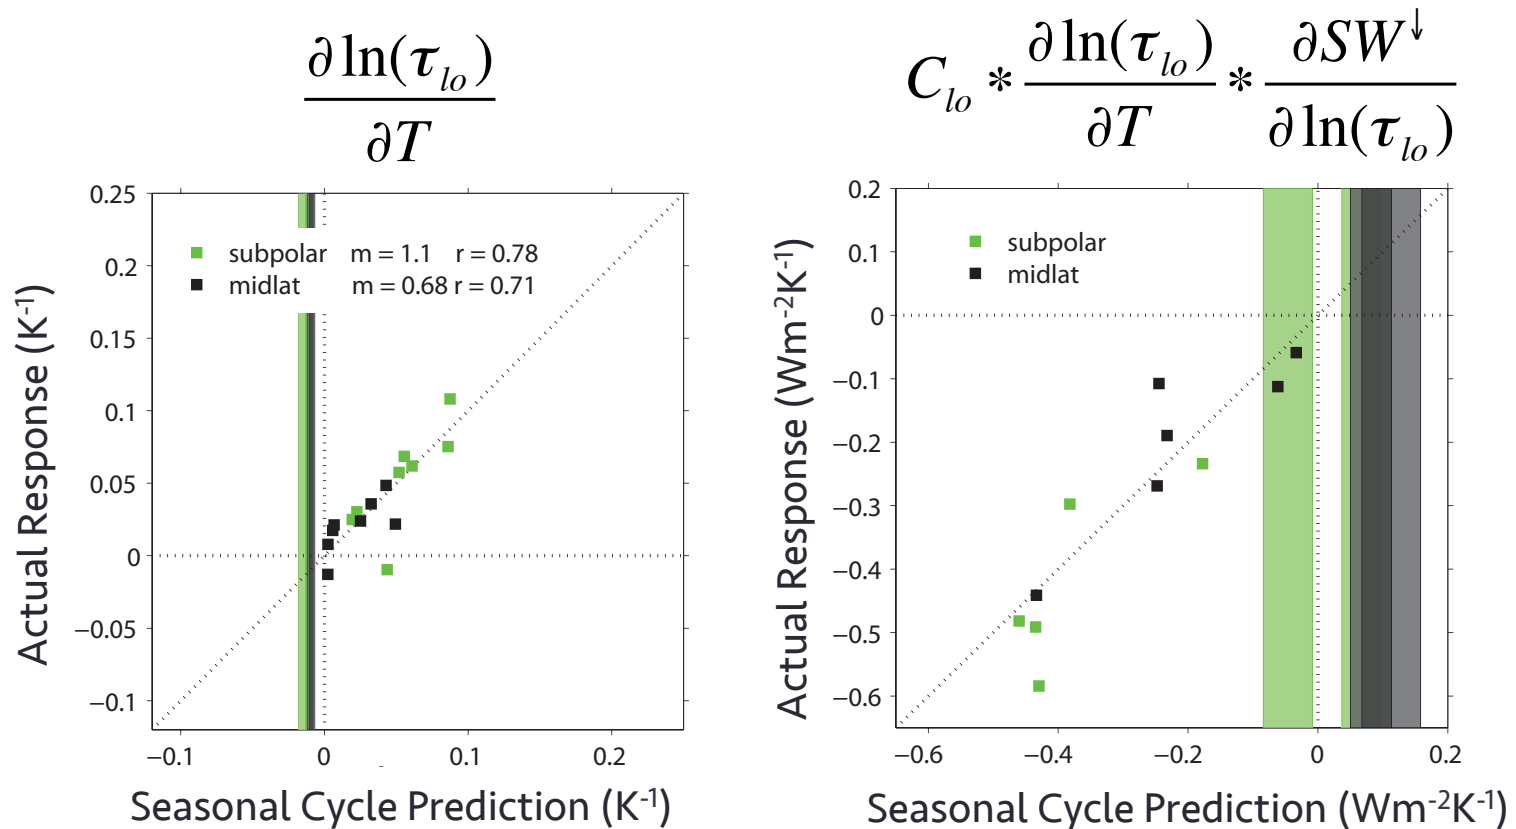 ∂ ln(τ_lo) / ∂T
C_lo * ∂ ln(τ_lo) / ∂T * ∂SW↓ / ∂ ln(τ_lo)
0.25
0.2
0.15
0.1
0.05
0
−0.05
−0.1
subpolar m = 1.1 r = 0.78
midlat m = 0.68 r = 0.71
−0.1 0 0.1 0.2
Actual Response (K-1)
Seasonal Cycle Prediction (K-1)
0.2
0.1
0
−0.1
−0.2
−0.3
−0.4
−0.5
−0.6
subpolar
midlat
−0.6 −0.4 −0.2 0 0.2
Actual Response (Wm-2K-1)
Seasonal Cycle Prediction (Wm-2K-1)